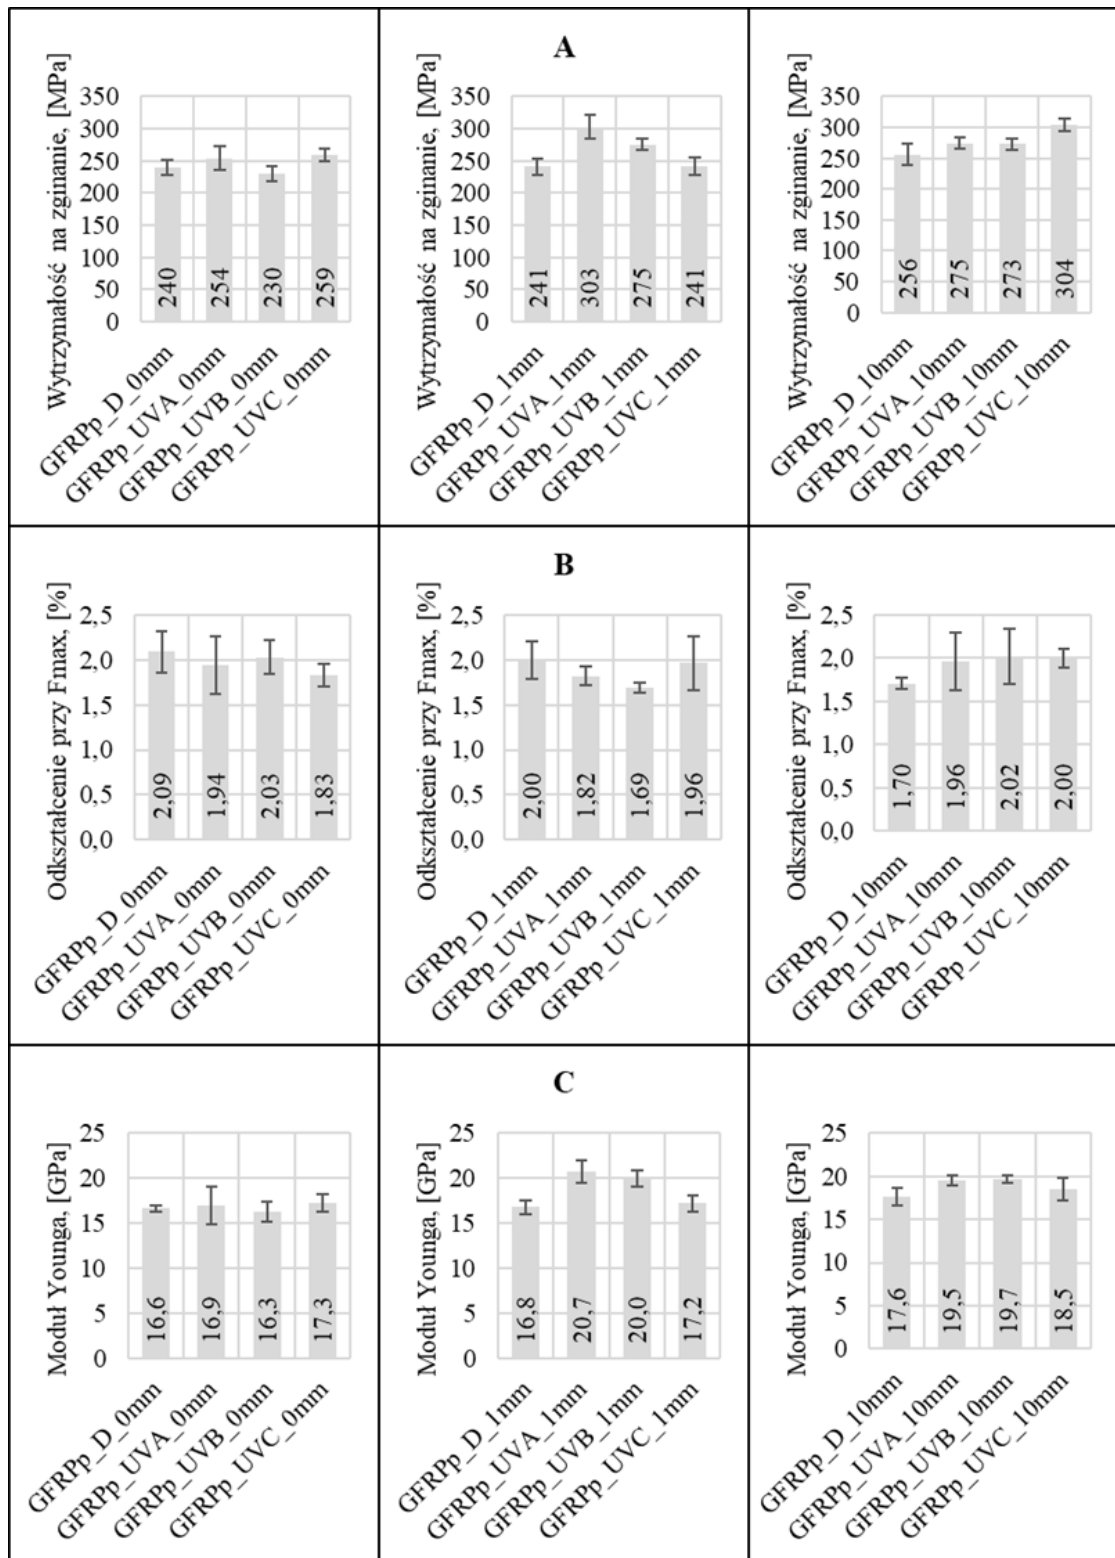 A
Wytrzymałość na zginanie, [MPa]
350
300
250
200
150
100
50
0
240
254
230
259
GFRPp_D_0mm
GFRPp_UVA_0mm
GFRPp_UVB_0mm
GFRPp_UVC_0mm
Wytrzymałość na zginanie, [MPa]
350
300
250
200
150
100
50
0
241
303
275
241
GFRPp_D_1mm
GFRPp_UVA_1mm
GFRPp_UVB_1mm
GFRPp_UVC_1mm
Wytrzymałość na zginanie, [MPa]
350
300
250
200
150
100
50
0
256
275
273
304
GFRPp_D_10mm
GFRPp_UVA_10mm
GFRPp_UVB_10mm
GFRPp_UVC_10mm
B
Odkształcenie przy Fmax, [%]
2,5
2,0
1,5
1,0
0,5
0,0
2,09
1,94
2,03
1,83
GFRPp_D_0mm
GFRPp_UVA_0mm
GFRPp_UVB_0mm
GFRPp_UVC_0mm
Odkształcenie przy Fmax, [%]
2,5
2,0
1,5
1,0
0,5
0,0
2,00
1,82
1,69
1,96
GFRPp_D_1mm
GFRPp_UVA_1mm
GFRPp_UVB_1mm
GFRPp_UVC_1mm
Odkształcenie przy Fmax, [%]
2,5
2,0
1,5
1,0
0,5
0,0
1,70
1,96
2,02
2,00
GFRPp_D_10mm
GFRPp_UVA_10mm
GFRPp_UVB_10mm
GFRPp_UVC_10mm
C
Moduł Younga, [GPa]
25
20
15
10
5
0
16,6
16,9
16,3
17,3
GFRPp_D_0mm
GFRPp_UVA_0mm
GFRPp_UVB_0mm
GFRPp_UVC_0mm
Moduł Younga, [GPa]
25
20
15
10
5
0
16,8
20,7
20,0
17,2
GFRPp_D_1mm
GFRPp_UVA_1mm
GFRPp_UVB_1mm
GFRPp_UVC_1mm
Moduł Younga, [GPa]
25
20
15
10
5
0
17,6
19,5
19,7
18,5
GFRPp_D_10mm
GFRPp_UVA_10mm
GFRPp_UVB_10mm
GFRPp_UVC_10mm